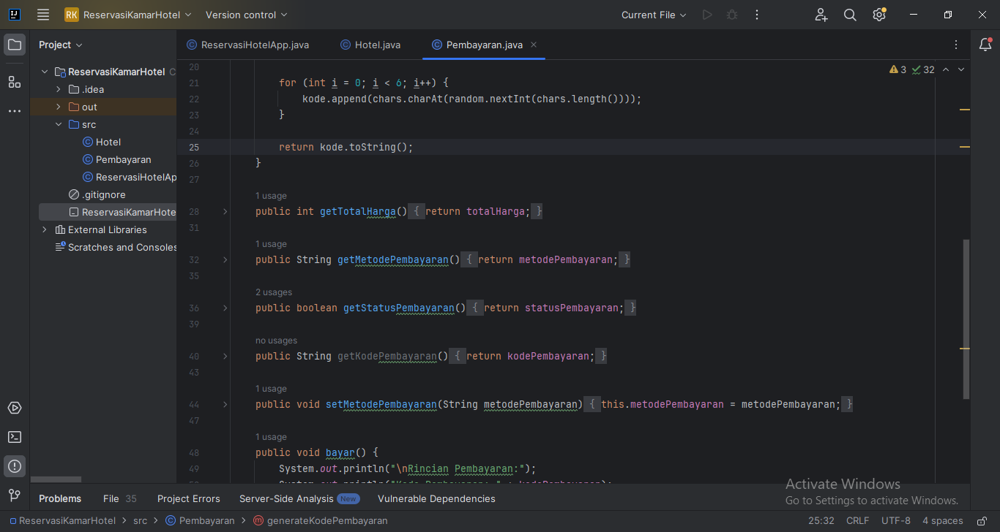 RK ReservasiKamarHotel Version control Current File
Project ReservasiHotelApp.java Hotel.java Pembayaran.java
ReservasiKamarHotel C
.idea
out
src
Hotel
Pembayaran
ReservasiHotelAp
.gitignore
ReservasiKamarHote
External Libraries
Scratches and Consoles
3 32
20
21 for (int i = 0; i < 6; i++) {
22 kode.append(chars.charAt(random.nextInt(chars.length())));
23 }
24
25 return kode.toString();
26 }
27
1 usage
28 public int getTotalHarga() { return totalHarga; }
31
1 usage
32 public String getMetodePembayaran() { return metodePembayaran; }
35
2 usages
36 public boolean getStatusPembayaran() { return statusPembayaran; }
39
no usages
40 public String getKodePembayaran() { return kodePembayaran; }
43
1 usage
44 public void setMetodePembayaran(String metodePembayaran) { this.metodePembayaran = metodePembayaran; }
47
1 usage
48 public void bayar() {
49 System.out.println("\nRincian Pembayaran:");
Activate Windows
Go to Settings to activate Windows.
Problems File 35 Project Errors Server-Side Analysis New Vulnerable Dependencies
ReservasiKamarHotel > src > Pembayaran > generateKodePembayaran 25:32 CRLF UTF-8 4 spaces